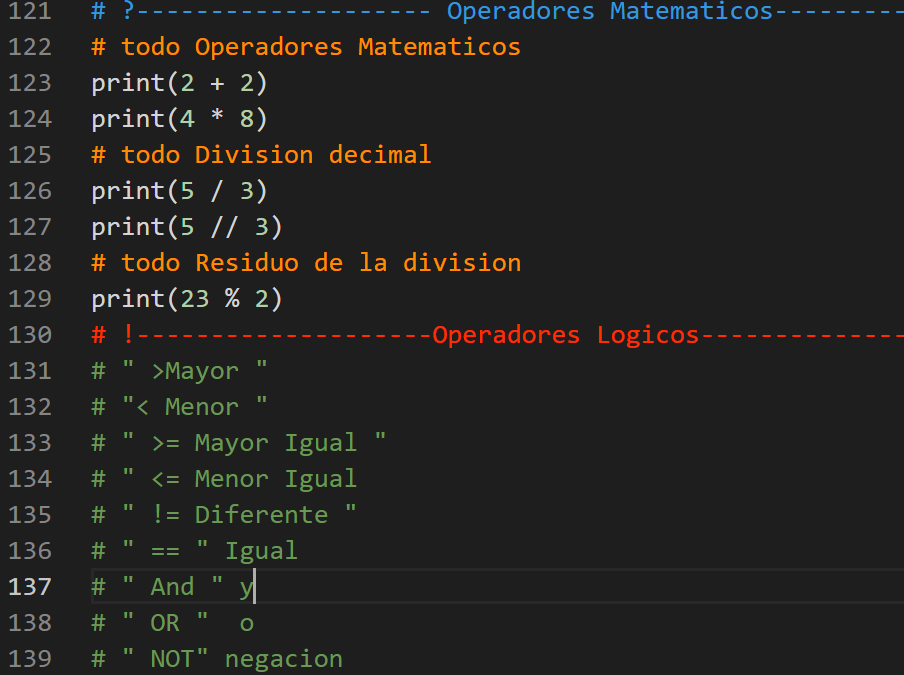 121 # ?-------------------- Operadores Matematicos---------
122 # todo Operadores Matematicos
123 print(2 + 2)
124 print(4 * 8)
125 # todo Division decimal
126 print(5 / 3)
127 print(5 // 3)
128 # todo Residuo de la division
129 print(23 % 2)
130 # !--------------------Operadores Logicos--------------
131 # " >Mayor "
132 # "< Menor "
133 # " >= Mayor Igual "
134 # " <= Menor Igual
135 # " != Diferente "
136 # " == " Igual
137 # " And " y
138 # " OR "  o
139 # " NOT" negacion